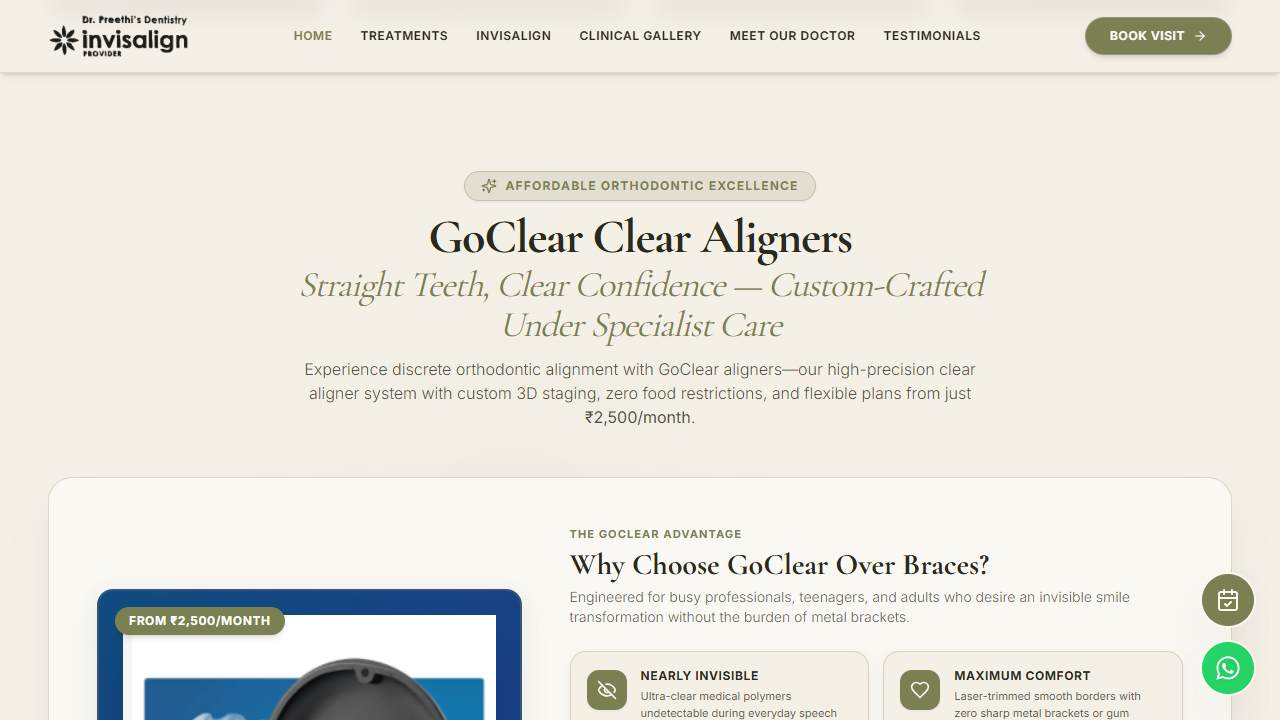 Dr. Preethi's Dentistry
invisalign
PROVIDER
HOME
TREATMENTS
INVISALIGN
CLINICAL GALLERY
MEET OUR DOCTOR
TESTIMONIALS
BOOK VISIT
AFFORDABLE ORTHODONTIC EXCELLENCE
GoClear Clear Aligners
Straight Teeth, Clear Confidence — Custom-Crafted
Under Specialist Care
Experience discrete orthodontic alignment with GoClear aligners—our high-precision clear
aligner system with custom 3D staging, zero food restrictions, and flexible plans from just
₹2,500/month.
FROM ₹2,500/MONTH
THE GOCLEAR ADVANTAGE
Why Choose GoClear Over Braces?
Engineered for busy professionals, teenagers, and adults who desire an invisible smile
transformation without the burden of metal brackets.
NEARLY INVISIBLE
Ultra-clear medical polymers
undetectable during everyday speech
MAXIMUM COMFORT
Laser-trimmed smooth borders with
zero sharp metal brackets or gum